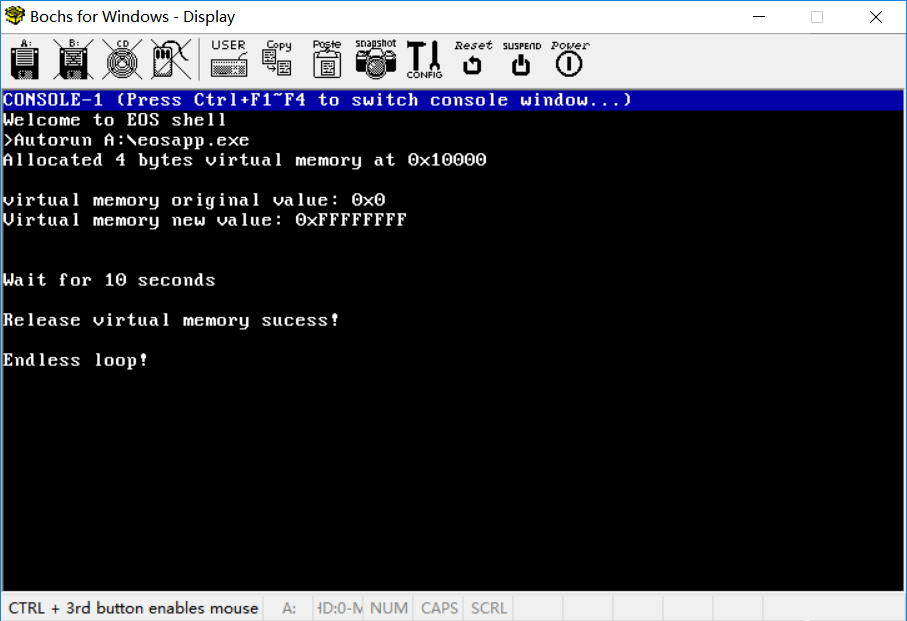 Bochs for Windows - Display
A: B: CD USER Copy Poste snapshot CONFIG Reset SUSPEND Power
CONSOLE-1 (Press Ctrl+F1~F4 to switch console window...)
Welcome to EOS shell
>Autorun A:\eosapp.exe
Allocated 4 bytes virtual memory at 0x10000
virtual memory original value: 0x0
Virtual memory new value: 0xFFFFFFFF
Wait for 10 seconds
Release virtual memory sucess!
Endless loop!
CTRL + 3rd button enables mouse A: HD:0-M NUM CAPS SCRL